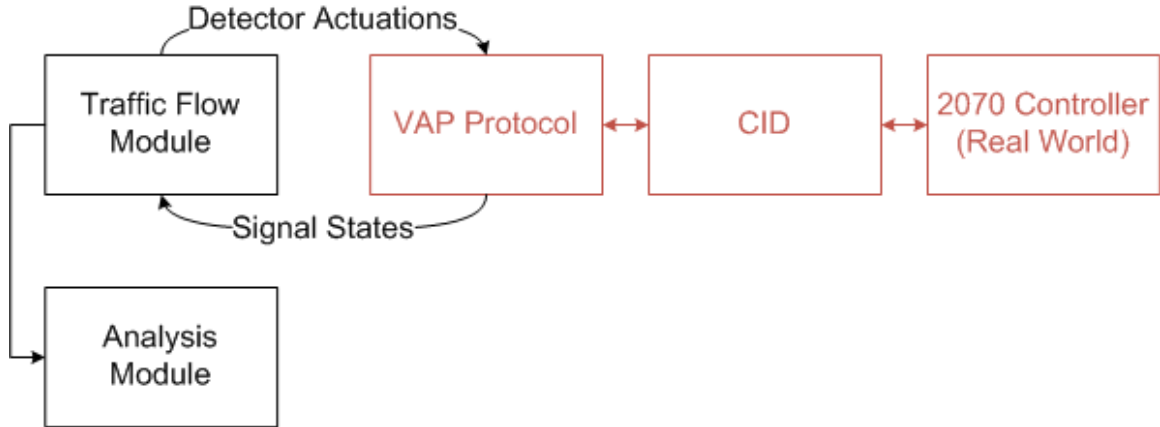 Detector Actuations
Traffic Flow
Module
VAP Protocol
CID
2070 Controller
(Real World)
Signal States
Analysis
Module